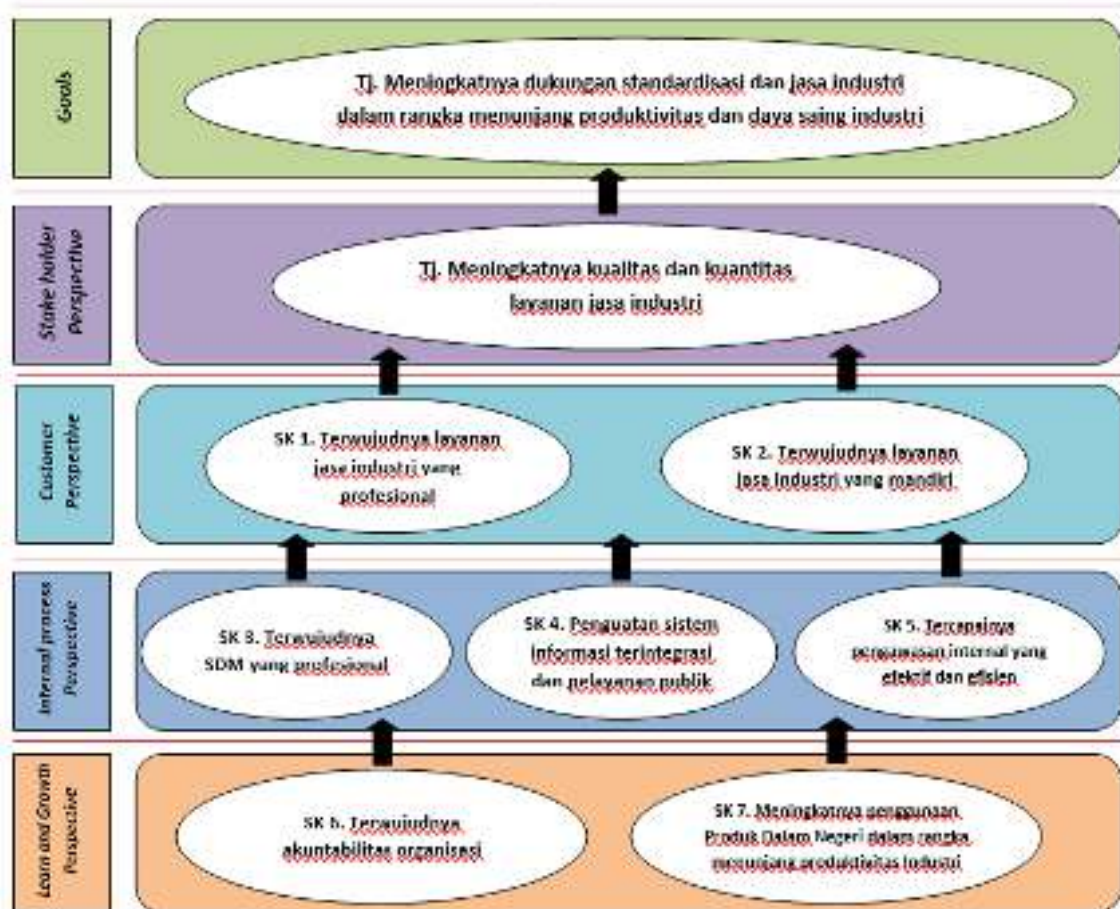 Goals
Tj. Meningkatnya dukungan standardisasi dan jasa industri
dalam rangka menunjang produktivitas dan daya saing industri
Stake holder
Perspective
Tj. Meningkatnya kualitas dan kuantitas
layanan jasa industri
Customer
Perspective
SK 1. Terwujudnya layanan
jasa industri yang
profesional
SK 2. Terwujudnya layanan
jasa industri yang mandiri
Internal process
Perspective
SK 3. Terwujudnya
SDM yang profesional
SK 4. Penguatan sistem
informasi terintegrasi
dan pelayanan publik
SK 5. Tercapainya
pengawasan internal yang
efektif dan efisien
Lean and Growth
Perspective
SK 6. Terwujudnya
akuntabilitas organisasi
SK 7. Meningkatnya penggunaan
Produk Dalam Negeri dalam rangka
menunjang produktivitas Industri